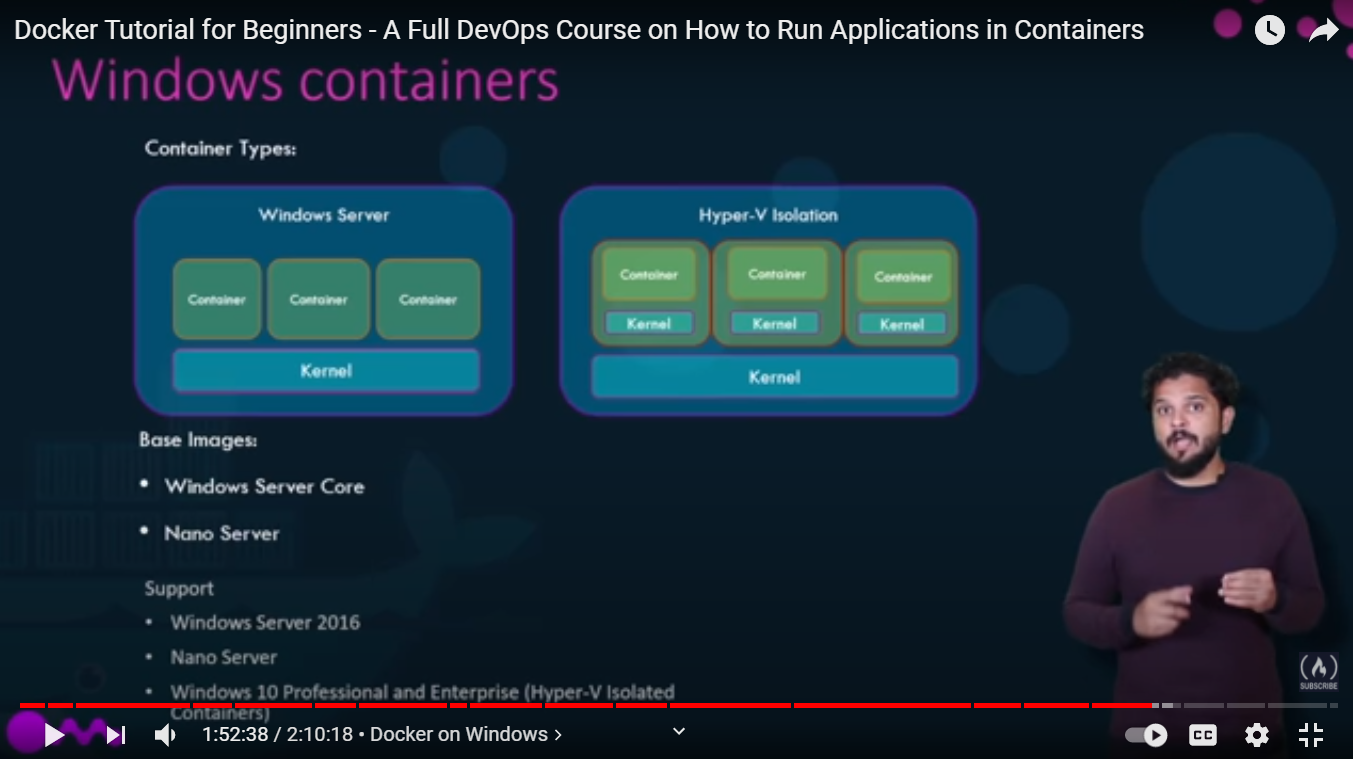 Docker Tutorial for Beginners - A Full DevOps Course on How to Run Applications in Containers
Windows containers
Container Types:
Windows Server
Container
Container
Container
Kernel
Hyper-V Isolation
Container
Container
Container
Kernel
Kernel
Kernel
Kernel
Base Images:
• Windows Server Core
• Nano Server
Support
• Windows Server 2016
• Nano Server
• Windows 10 Professional and Enterprise (Hyper-V Isolated
Containers)
SUBSCRIBE
1:52:38 / 2:10:18 • Docker on Windows ›
CC